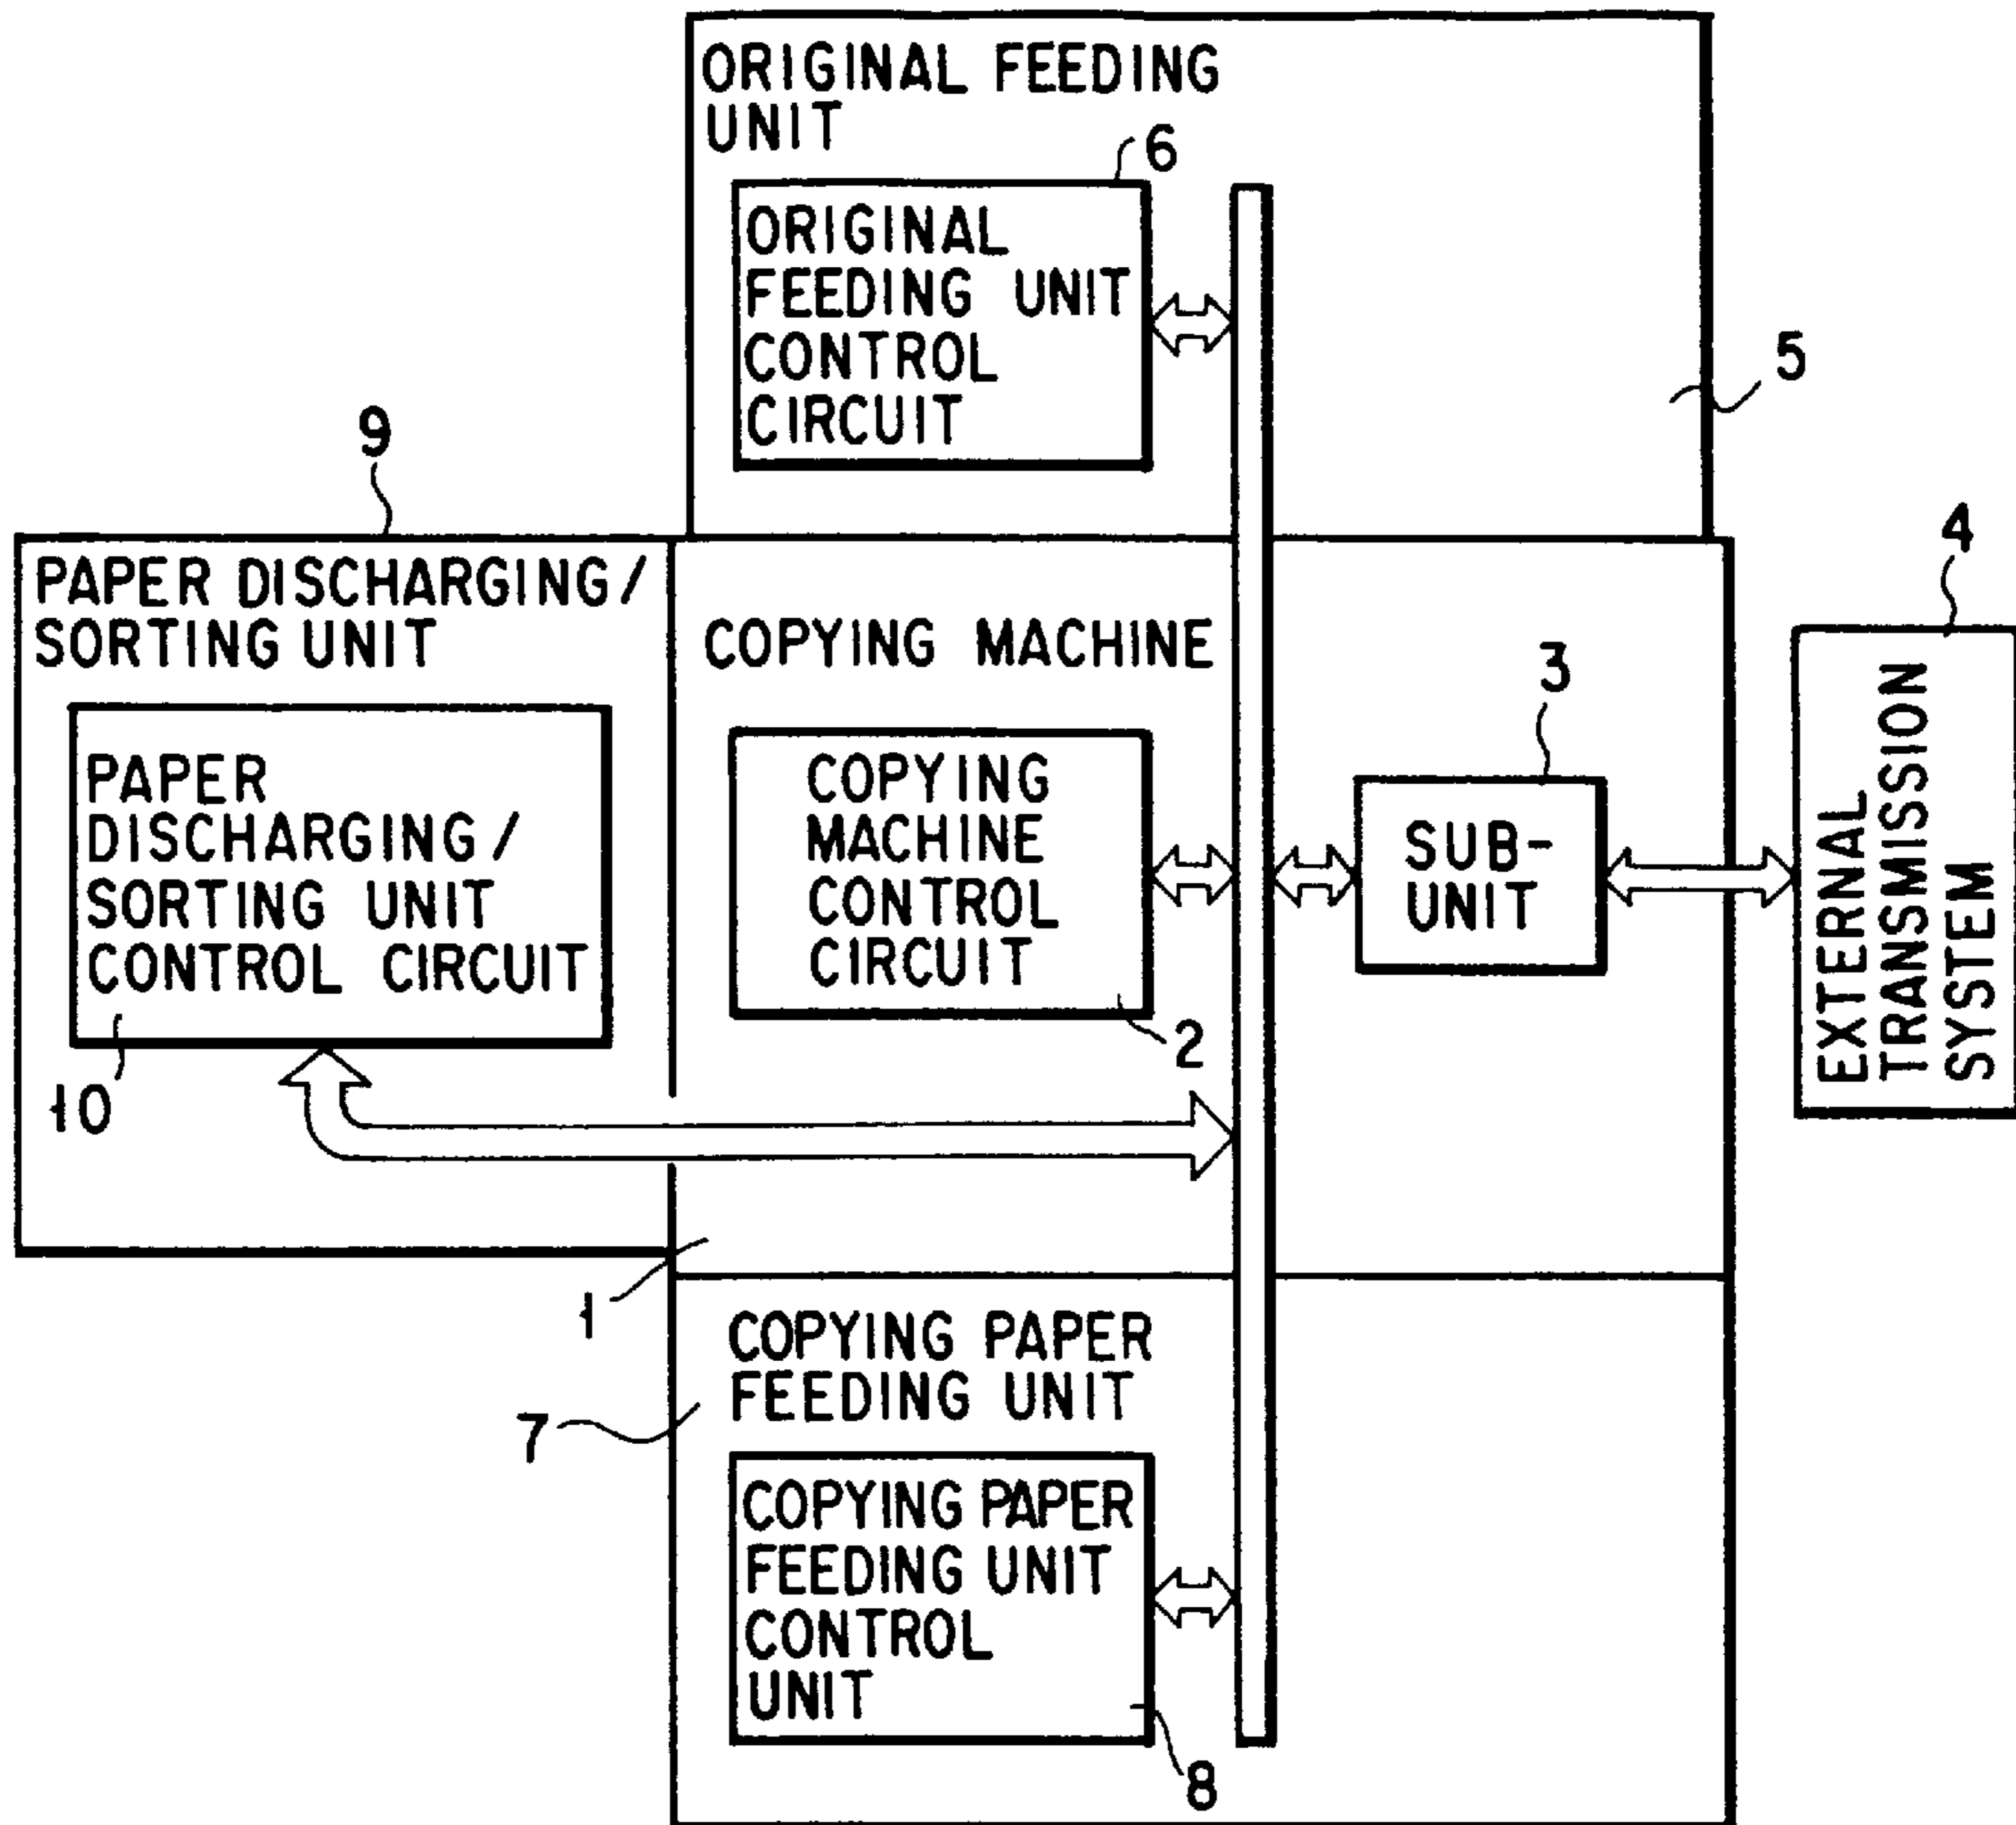 ORIGINAL FEEDING
UNIT
6
ORIGINAL
FEEDING UNIT
CONTROL
CIRCUIT
5
9
PAPER DISCHARGING/
SORTING UNIT
PAPER
DISCHARGING/
SORTING UNIT
CONTROL CIRCUIT
10
COPYING MACHINE
COPYING
MACHINE
CONTROL
CIRCUIT
2
3
SUB-
UNIT
4
EXTERNAL
TRANSMISSION
SYSTEM
1
COPYING PAPER
FEEDING UNIT
7
COPYING PAPER
FEEDING UNIT
CONTROL
UNIT
8